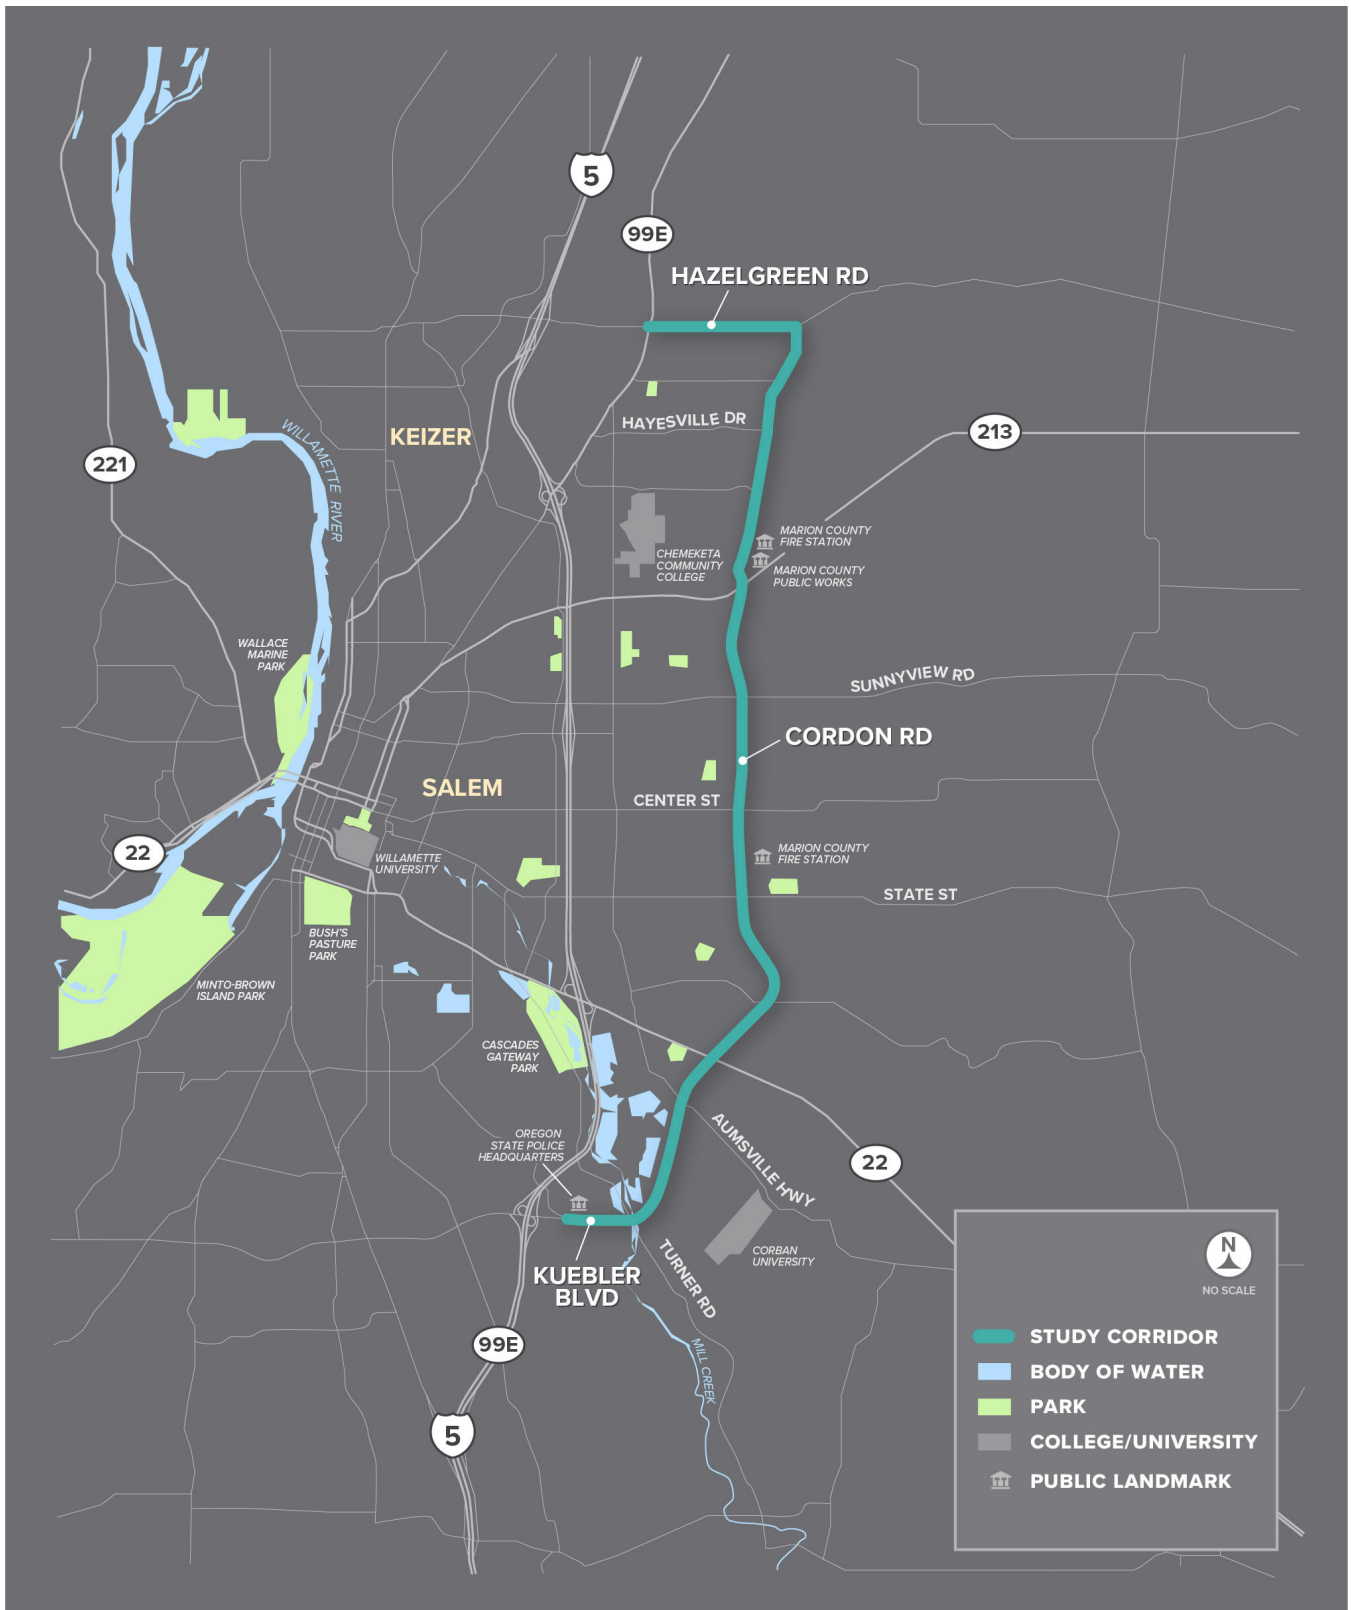 5
99E
HAZELGREEN RD
HAYESVILLE DR
213
KEIZER
WILLAMETTE RIVER
221
MARION COUNTY
FIRE STATION
CHEMEKETA
COMMUNITY
COLLEGE
MARION COUNTY
PUBLIC WORKS
WALLACE
MARINE
PARK
SUNNYVIEW RD
CORDON RD
SALEM
CENTER ST
22
WILLAMETTE
UNIVERSITY
MARION COUNTY
FIRE STATION
STATE ST
BUSH'S
PASTURE
PARK
MINTO-BROWN
ISLAND PARK
CASCADES
GATEWAY
PARK
OREGON
STATE POLICE
HEADQUARTERS
AUMSVILLE HWY
22
KUEBLER
BLVD
TURNER RD
CORBAN
UNIVERSITY
99E
MILL CREEK
5
N
NO SCALE
STUDY CORRIDOR
BODY OF WATER
PARK
COLLEGE/UNIVERSITY
PUBLIC LANDMARK